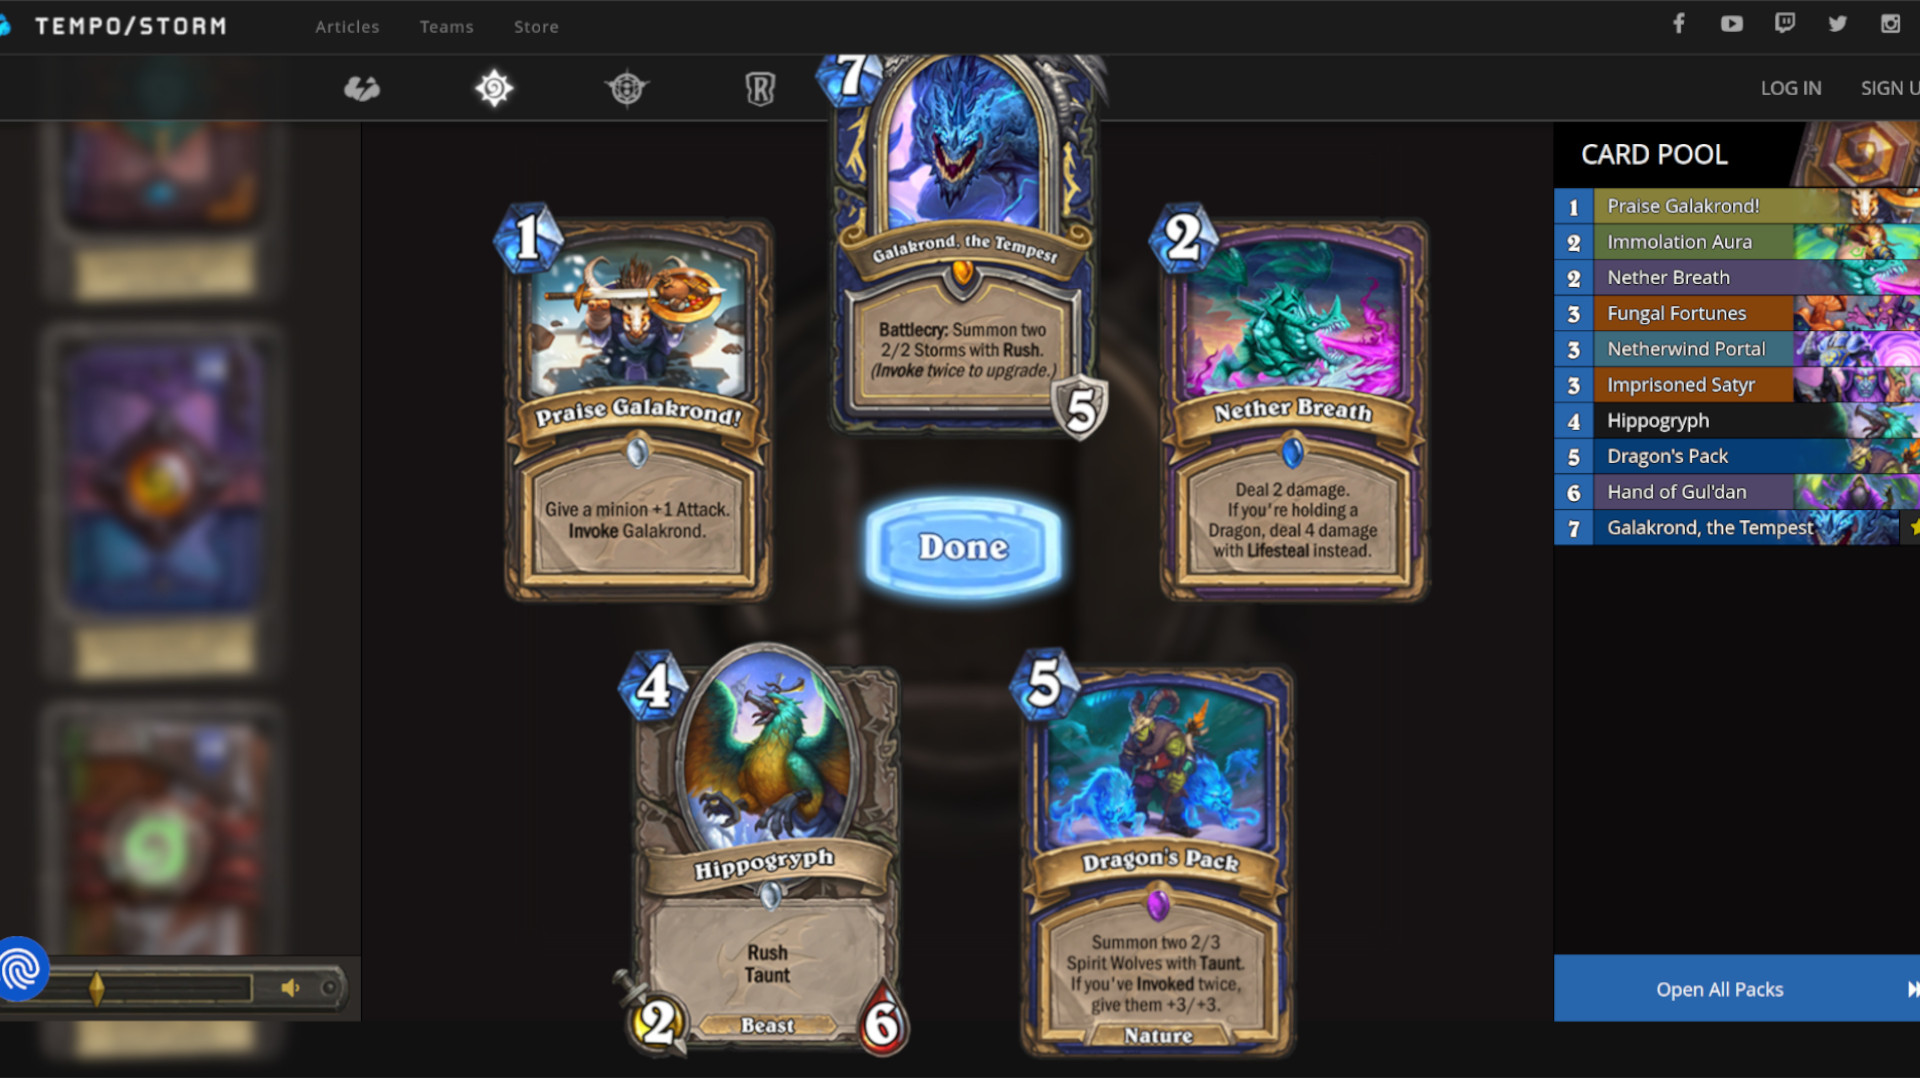 TEMPO/STORM
Articles
Teams
Store
R
LOG IN
SIGN U
7
Galakrond, the Tempest
Battlecry: Summon two
2/2 Storms with Rush.
(Invoke twice to upgrade.)
5
1
Praise Galakrond!
Give a minion +1 Attack.
Invoke Galakrond.
2
Nether Breath
Deal 2 damage.
If you're holding a
Dragon, deal 4 damage
with Lifesteal instead.
Done
4
Hippogryph
Rush
Taunt
2
Beast
6
5
Dragon's Pack
Summon two 2/3
Spirit Wolves with Taunt.
If you've Invoked twice,
give them +3/+3.
Nature
CARD POOL
1 Praise Galakrond!
2 Immolation Aura
2 Nether Breath
3 Fungal Fortunes
3 Netherwind Portal
3 Imprisoned Satyr
4 Hippogryph
5 Dragon's Pack
6 Hand of Gul'dan
7 Galakrond, the Tempest
Open All Packs